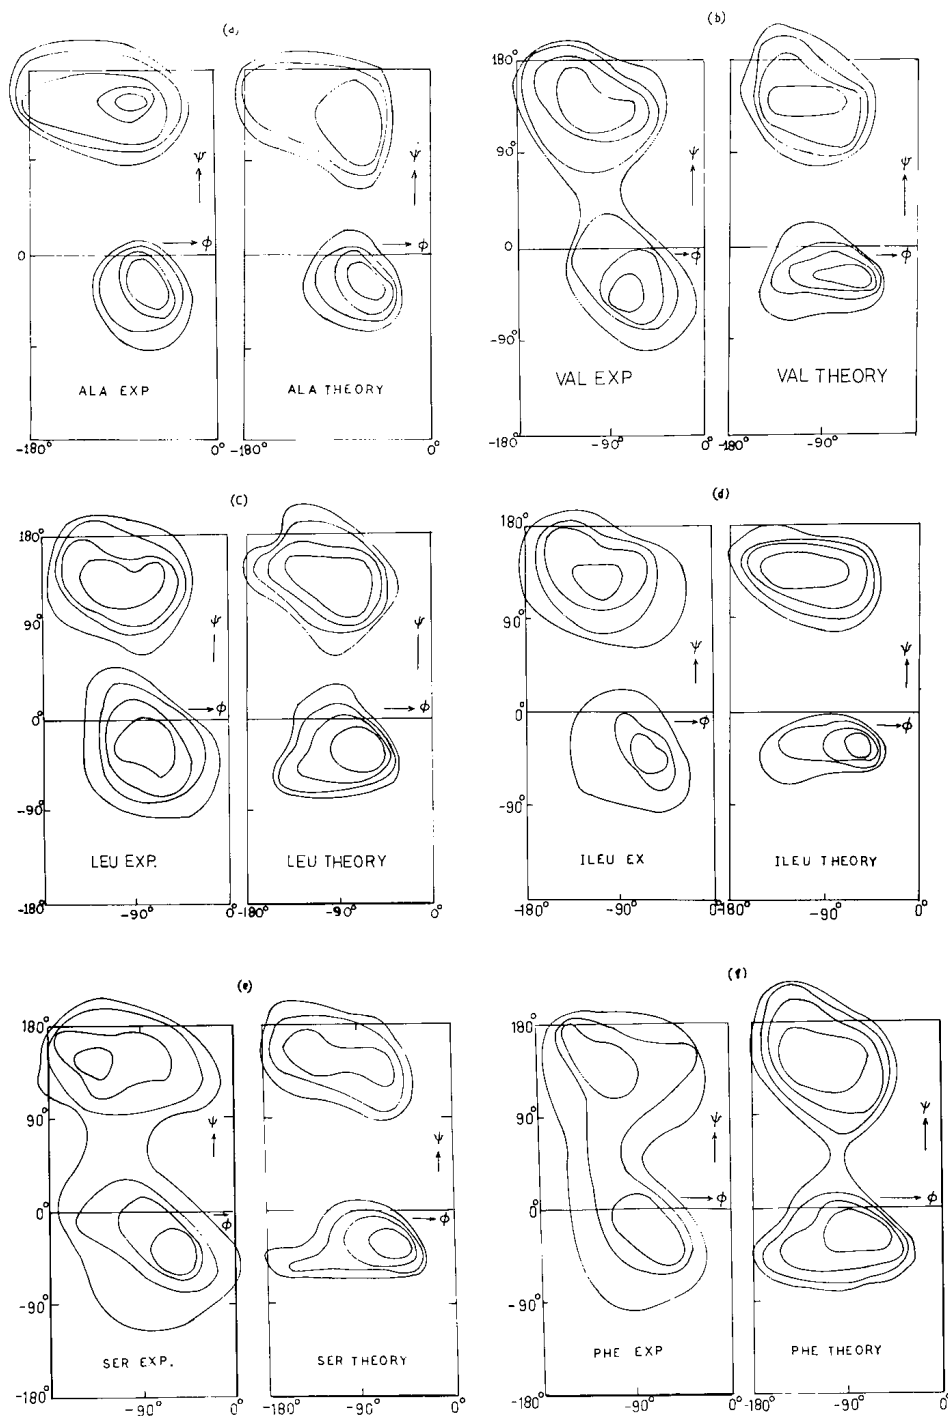 (a)
ψ
0
ϕ
ϕ
ψ
ALA EXP
ALA THEORY
-180°
0°
-180°
0°
(b)
180°
90°
ψ
ψ
0
ϕ
ϕ
-90°
VAL EXP
VAL THEORY
-180°
-90°
0°
-180°
-90°
0°
(C)
180°
90°
ψ
ψ
0°
ϕ
ϕ
-90°
LEU EXP.
LEU THEORY
-180°
-90°
0°
-180°
-90°
0°
(d)
180°
90°
ψ
ψ
0°
ϕ
ϕ
-90°
ILEU EX
ILEU THEORY
-180°
-90°
0°
-180°
-90°
0°
(e)
180°
90°
ψ
ψ
0°
ϕ
ϕ
-90°
SER EXP.
SER THEORY
-180°
-90°
0°
-180°
-90°
0°
(f)
180°
90°
ψ
ψ
0°
ϕ
ϕ
-90°
PHE EXP
PHE THEORY
-180°
-90°
0°
-180°
-90°
0°